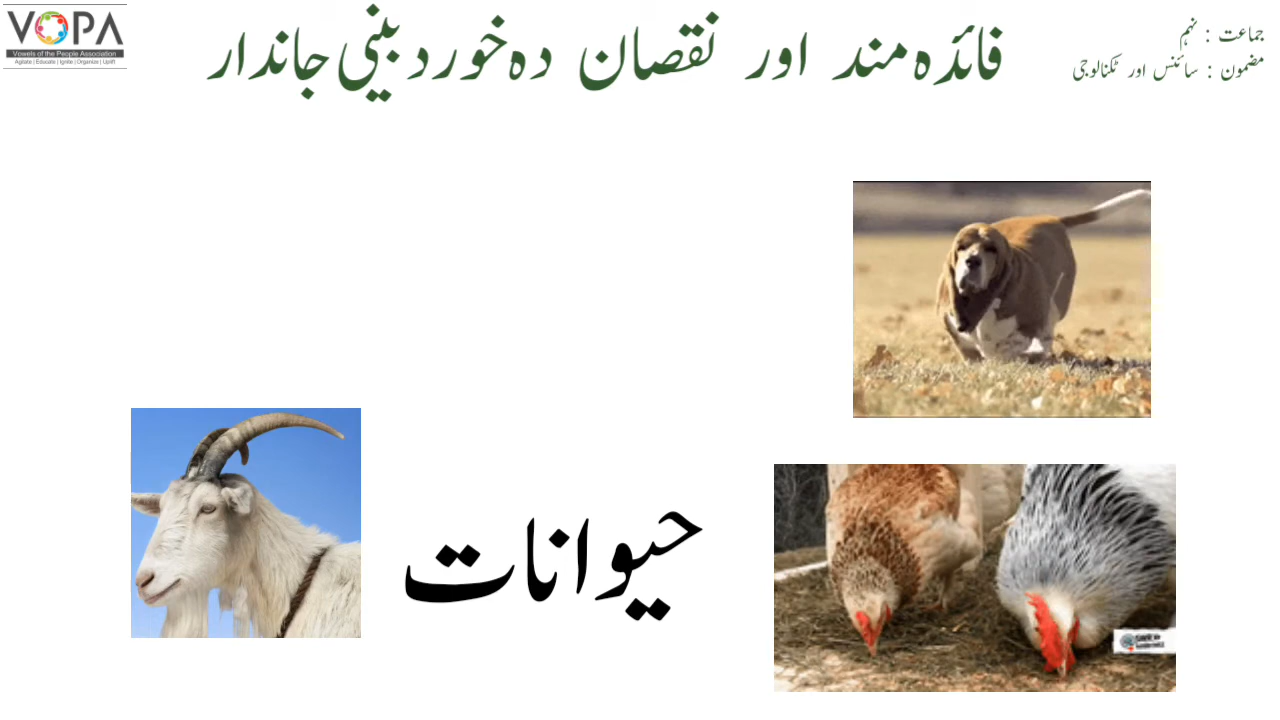 VOPA
Vowels of the People Association
Agitate | Educate | Ignite | Organize | Uplift
فائدہ مند اور نقصان دہ خوردبینی جاندار
جماعت : نہم
مضمون : سائنس اور ٹکنالوجی
حیوانات